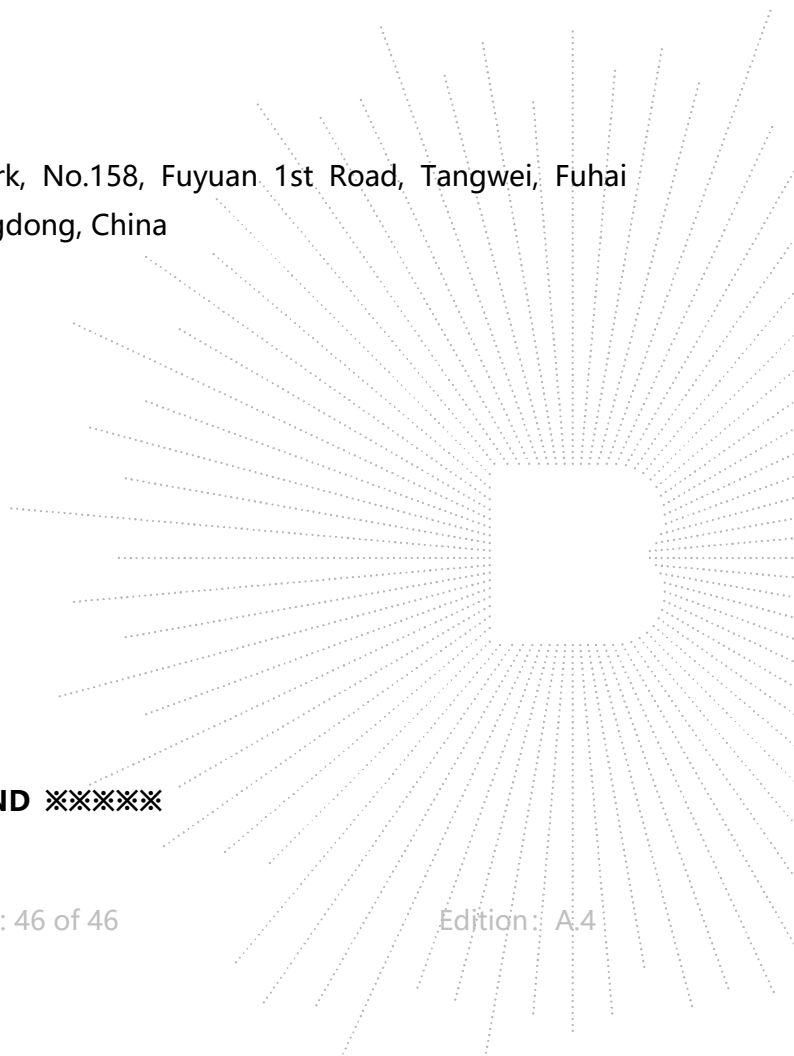 rk, No.158, Fuyuan 1st Road, Tangwei, Fuhai
gdong, China
ND ※※※※※
: 46 of 46 Edition：A.4